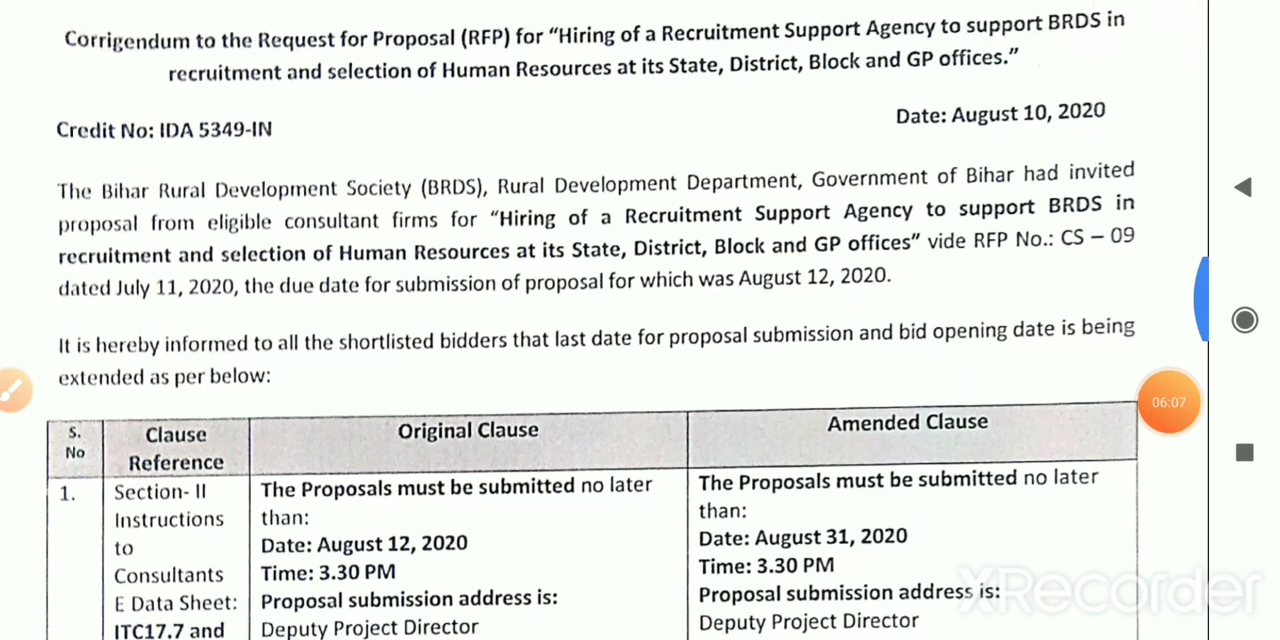 Corrigendum to the Request for Proposal (RFP) for “Hiring of a Recruitment Support Agency to support BRDS in
recruitment and selection of Human Resources at its State, District, Block and GP offices.”
Credit No: IDA 5349-IN
Date: August 10, 2020
The Bihar Rural Development Society (BRDS), Rural Development Department, Government of Bihar had invited
proposal from eligible consultant firms for “Hiring of a Recruitment Support Agency to support BRDS in
recruitment and selection of Human Resources at its State, District, Block and GP offices” vide RFP No.: CS – 09
dated July 11, 2020, the due date for submission of proposal for which was August 12, 2020.
It is hereby informed to all the shortlisted bidders that last date for proposal submission and bid opening date is being
extended as per below:
S.
No
Clause
Reference
Original Clause
Amended Clause
1.
Section- II
Instructions
to
Consultants
E Data Sheet:
ITC17.7 and
The Proposals must be submitted no later
than:
Date: August 12, 2020
Time: 3.30 PM
Proposal submission address is:
Deputy Project Director
The Proposals must be submitted no later
than:
Date: August 31, 2020
Time: 3.30 PM
Proposal submission address is:
Deputy Project Director
06:07
XRecorder